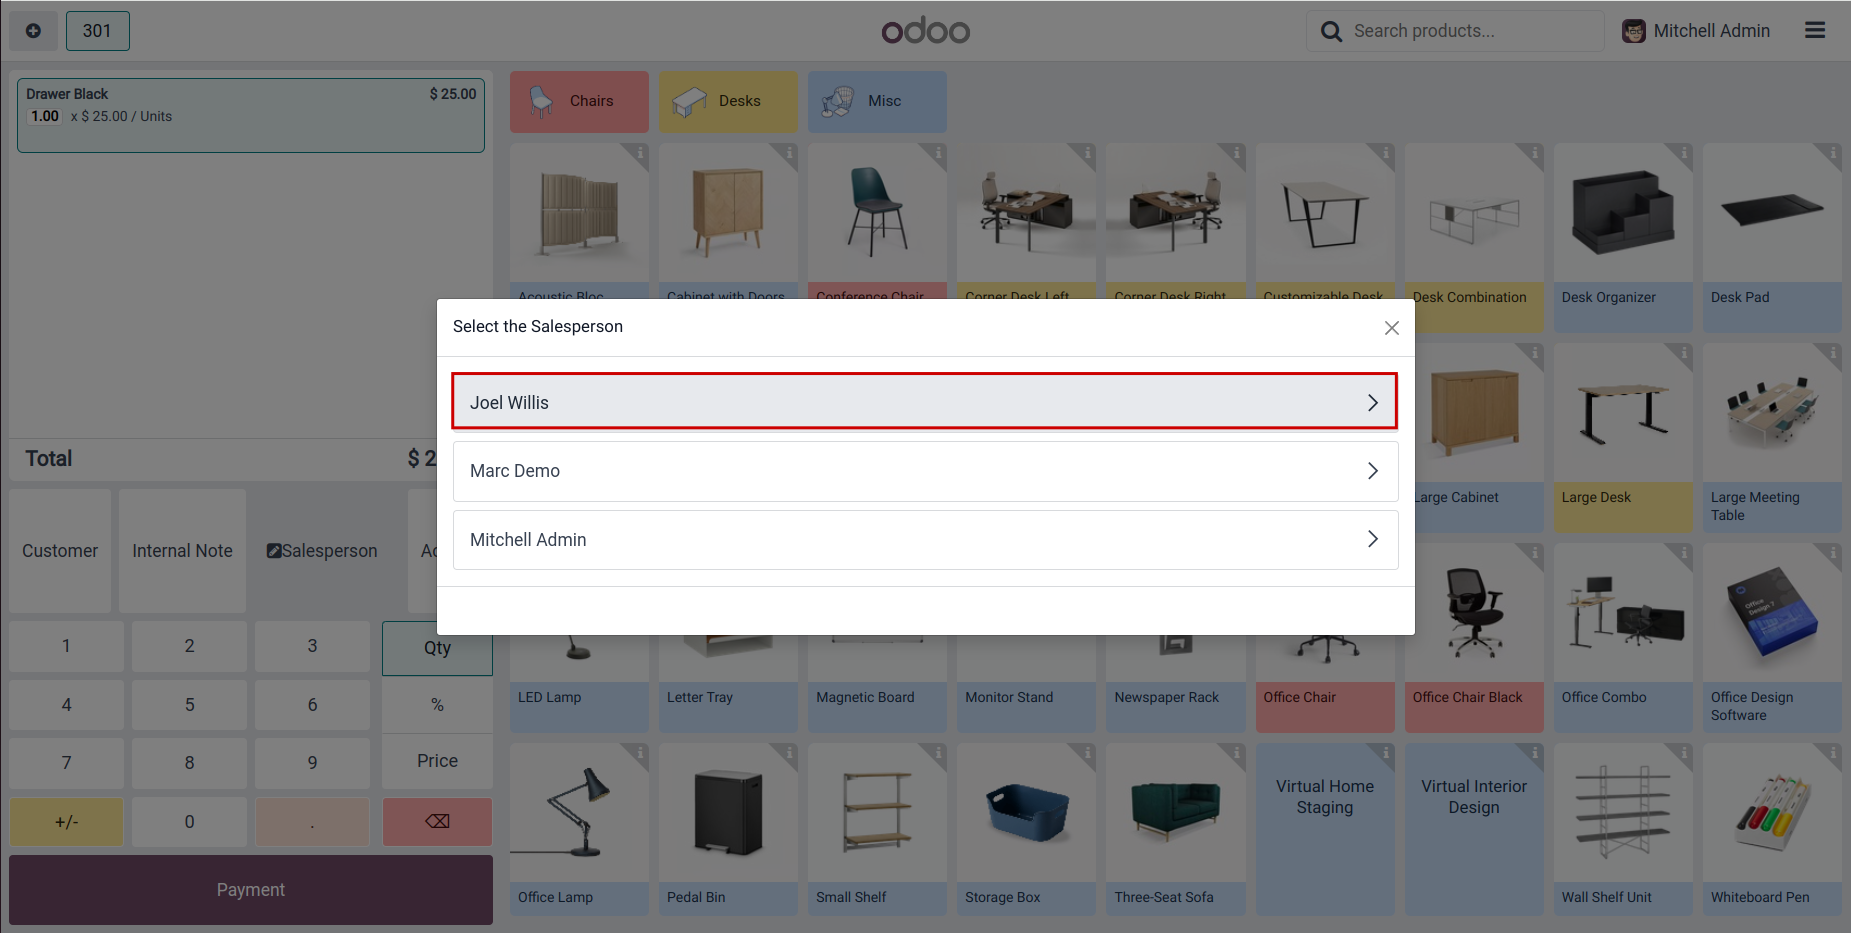 301
odoo
Search products...
Mitchell Admin
Drawer Black
$ 25.00
1.00 x $ 25.00 / Units
Chairs
Desks
Misc
Acoustic Bloc
Cabinet with Doors
Conference Chair
Corner Desk Left
Corner Desk Right
Customizable Desk
Desk Combination
Desk Organizer
Desk Pad
Select the Salesperson
Joel Willis
Marc Demo
Mitchell Admin
Total
$ 2
Customer
Internal Note
Salesperson
Large Cabinet
Large Desk
Large Meeting
Table
1
2
3
Qty
4
5
6
%
7
8
9
Price
+/-
0
.
Payment
LED Lamp
Letter Tray
Magnetic Board
Monitor Stand
Newspaper Rack
Office Chair
Office Chair Black
Office Combo
Office Design
Software
Office
Design 7
Virtual Home
Staging
Virtual Interior
Design
Office Lamp
Pedal Bin
Small Shelf
Storage Box
Three-Seat Sofa
Wall Shelf Unit
Whiteboard Pen